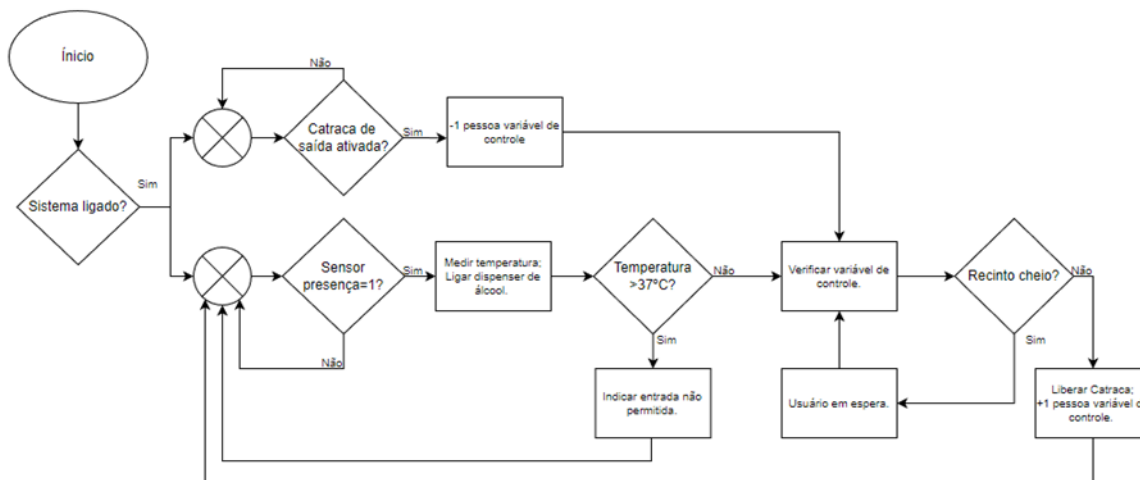 Ínicio
Sistema ligado?
Sim
Não
Catraca de
saída ativada?
Sim
-1 pessoa variável de
controle
Sensor
presença=1?
Sim
Não
Medir temperatura;
Ligar dispenser de
álcool.
Temperatura
>37ºC?
Não
Sim
Indicar entrada não
permitida.
Verificar variável de
controle.
Usuário em espera.
Recinto cheio?
Não
Sim
Liberar Catraca;
+1 pessoa variável d
controle.